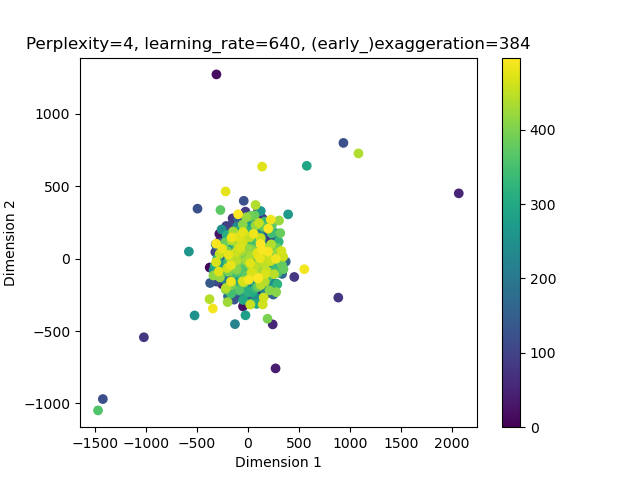 Perplexity=4, learning_rate=640, (early_)exaggeration=384
1000
500
0
−500
−1000
Dimension 2
−1500 −1000 −500 0 500 1000 1500 2000
Dimension 1
400
300
200
100
0